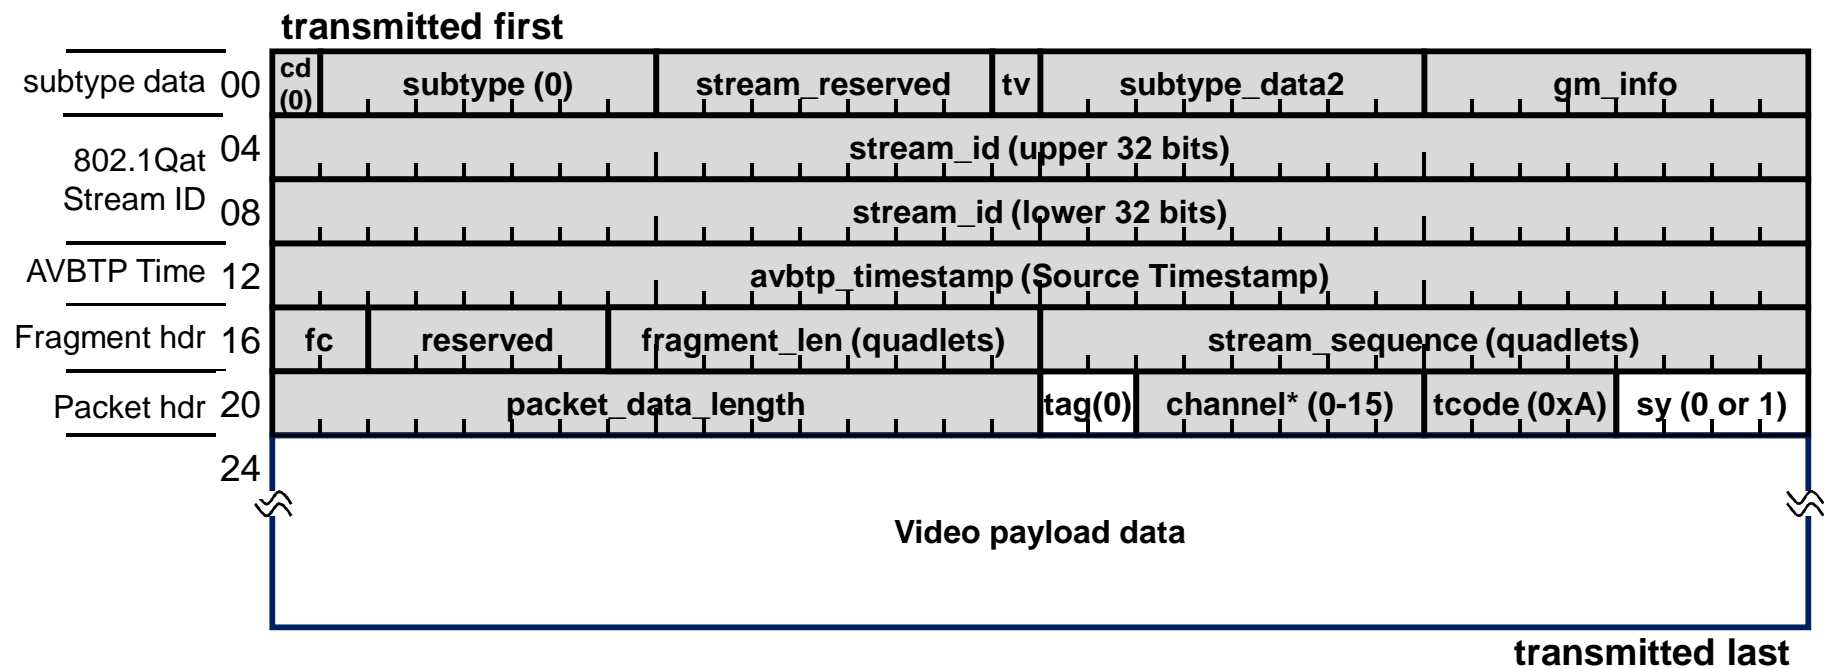 transmitted first
subtype data 00 cd (0) subtype (0) stream_reserved tv subtype_data2 gm_info
802.1Qat Stream ID
04 stream_id (upper 32 bits)
08 stream_id (lower 32 bits)
AVBTP Time 12 avbtp_timestamp (Source Timestamp)
Fragment hdr 16 fc reserved fragment_len (quadlets) stream_sequence (quadlets)
Packet hdr 20 packet_data_length tag(0) channel* (0-15) tcode (0xA) sy (0 or 1)
24
Video payload data
transmitted last